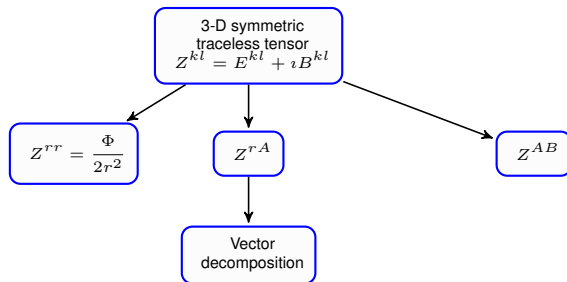 3-D symmetric
traceless tensor
Z^{kl} = E^{kl} + ıB^{kl}
Z^{rr} = Φ / 2r^2
Z^{rA}
Z^{AB}
Vector
decomposition